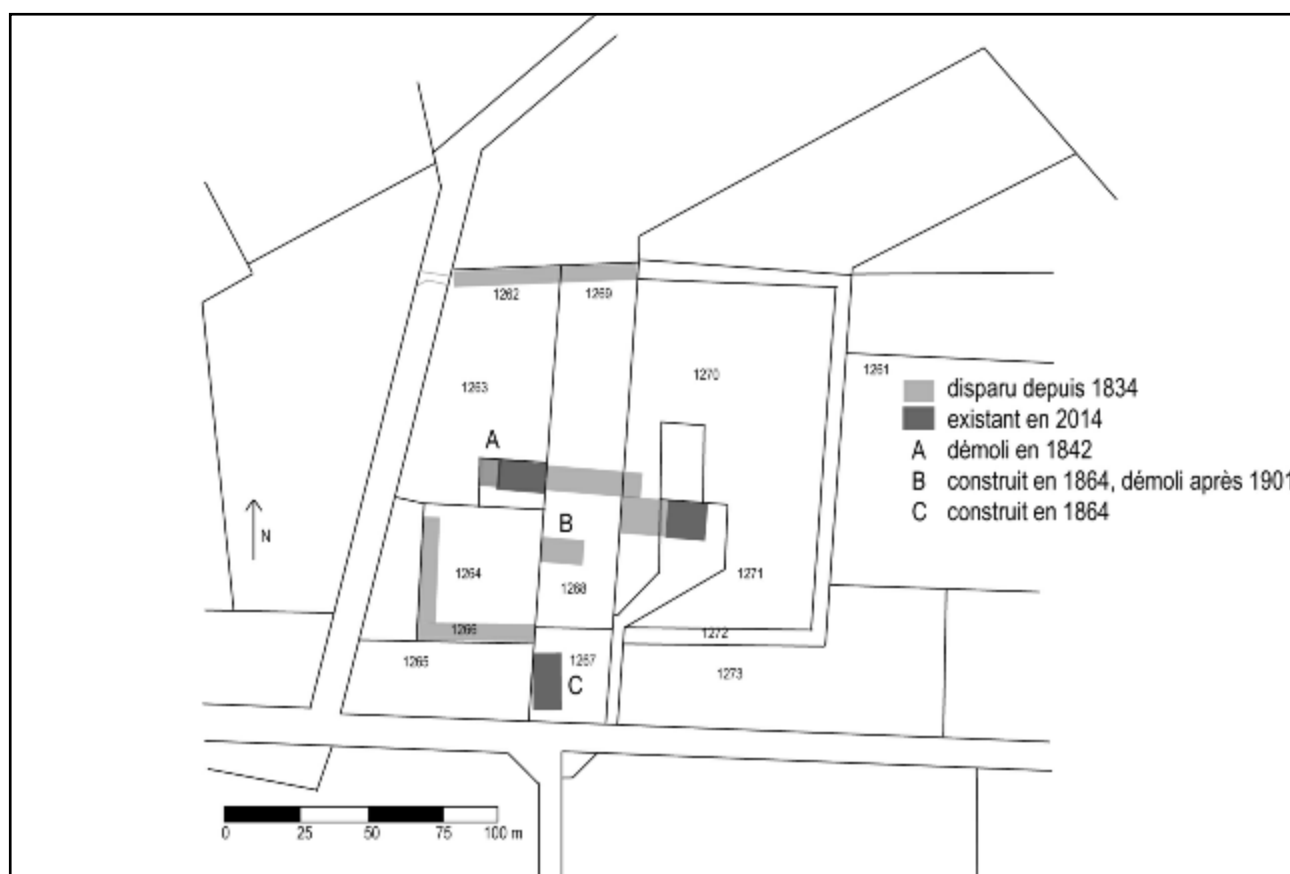 1262
1269
1263
1270
1261
disparu depuis 1834
existant en 2014
A démoli en 1842
B construit en 1864, démoli après 1901
C construit en 1864
A
B
N
1264
1268
1271
1266
1272
1265
1267
1273
C
0 25 50 75 100 m